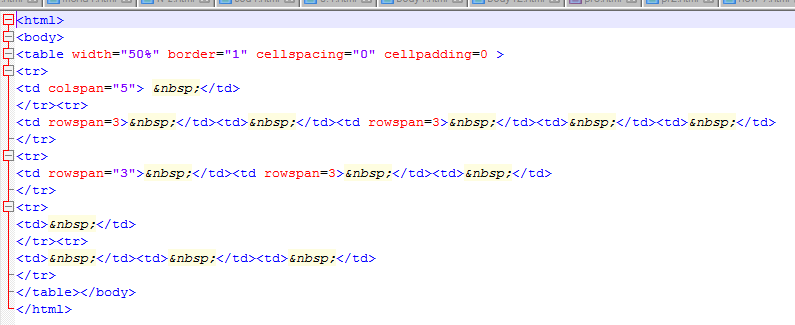 <html>
<body>
<table width="50%" border="1" cellspacing="0" cellpadding=0 >
<tr>
<td colspan="5"> &nbsp;</td>
</tr><tr>
<td rowspan=3>&nbsp;</td><td>&nbsp;</td><td rowspan=3>&nbsp;</td><td>&nbsp;</td><td>&nbsp;</td>
</tr>
<tr>
<td rowspan="3">&nbsp;</td><td rowspan=3>&nbsp;</td><td>&nbsp;</td>
</tr>
<tr>
<td>&nbsp;</td>
</tr><tr>
<td>&nbsp;</td><td>&nbsp;</td><td>&nbsp;</td>
</tr>
</table></body>
</html>